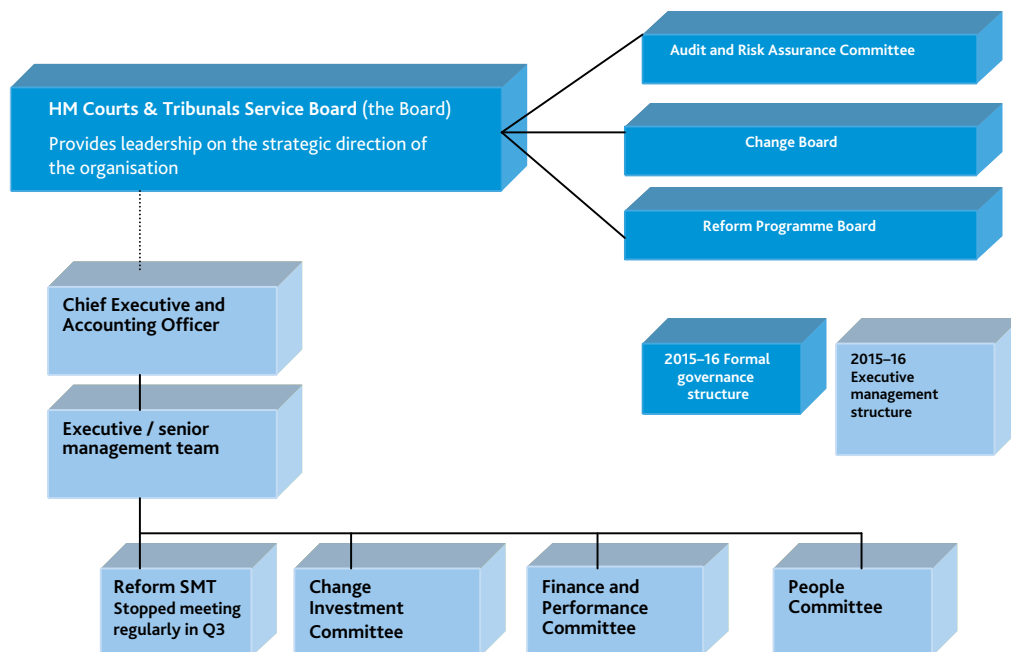 Audit and Risk Assurance Committee
HM Courts & Tribunals Service Board (the Board)
Provides leadership on the strategic direction of
the organisation
Change Board
Reform Programme Board
Chief Executive and
Accounting Officer
2015–16 Formal
governance
structure
2015–16
Executive
management
structure
Executive / senior
management team
Reform SMT
Stopped meeting
regularly in Q3
Change
Investment
Committee
Finance and
Performance
Committee
People
Committee